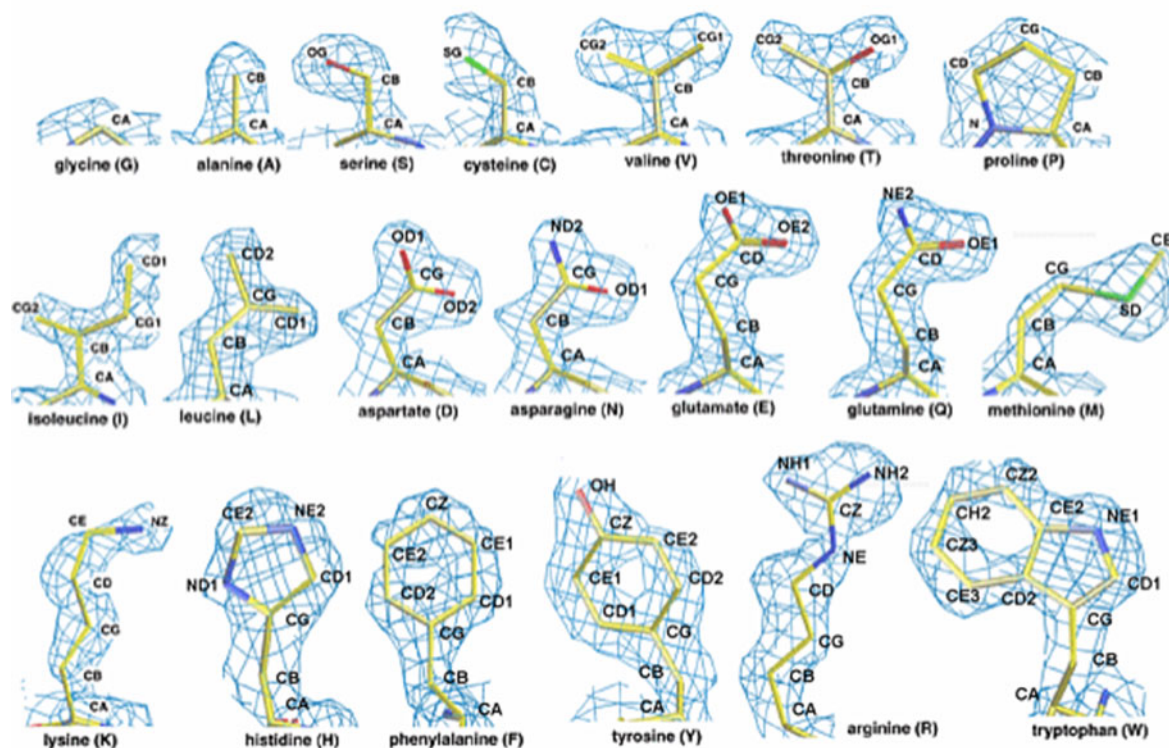 CA
glycine (G)
CB
CA
alanine (A)
OG
CB
CA
serine (S)
SG
CB
CA
cysteine (C)
CG2
CG1
CB
CA
valine (V)
CG2
OG1
CB
CA
threonine (T)
CG
CD
CB
N
CA
proline (P)
CD1
CG2
CG1
CB
CA
isoleucine (I)
CD2
CG
CD1
CB
CA
leucine (L)
OD1
CG
OD2
CB
CA
aspartate (D)
ND2
CG
OD1
CB
CA
asparagine (N)
OE1
OE2
CD
CG
CB
CA
glutamate (E)
NE2
OE1
CD
CG
CB
CA
glutamine (Q)
CE
CG
SD
CB
CA
methionine (M)
CE
NZ
CD
CG
CB
CA
lysine (K)
CE2
NE2
ND1
CD1
CG
CB
CA
histidine (H)
CZ
CE2
CE1
CD2
CD1
CG
CB
CA
phenylalanine (F)
OH
CZ
CE2
CE1
CD2
CD1
CG
CB
CA
tyrosine (Y)
NH1
NH2
CZ
NE
CD
CG
CB
CA
arginine (R)
CZ2
CH2
CE2
NE1
CZ3
CD1
CE3
CD2
CG
CB
CA
tryptophan (W)